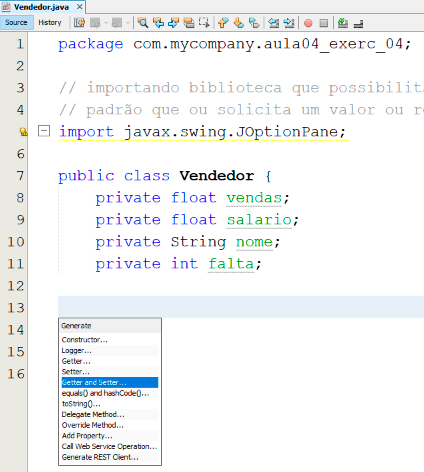 Vendedor.java
Source History
1 package com.mycompany.aula04_exerc_04;
2
3 // importando biblioteca que possibilita
4 // padrão que ou solicita um valor ou re
import javax.swing.JOptionPane;
6
7 public class Vendedor {
8 private float vendas;
9 private float salario;
10 private String nome;
11 private int falta;
12
13
14
15
16
Generate
Constructor...
Logger...
Getter...
Setter...
Getter and Setter...
equals() and hashCode()...
toString()...
Delegate Method...
Override Method...
Add Property...
Call Web Service Operation...
Generate REST Client...